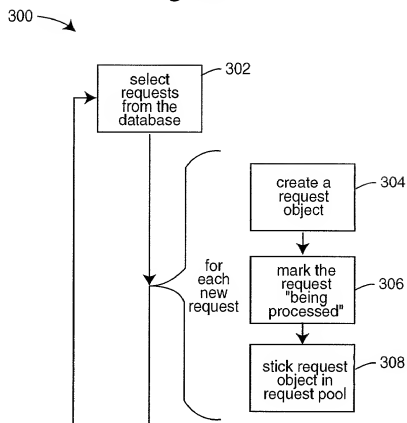 300
302
select
requests
from the
database
304
create a
request
object
for
each
new
request
306
mark the
request
"being
processed"
308
stick request
object in
request pool